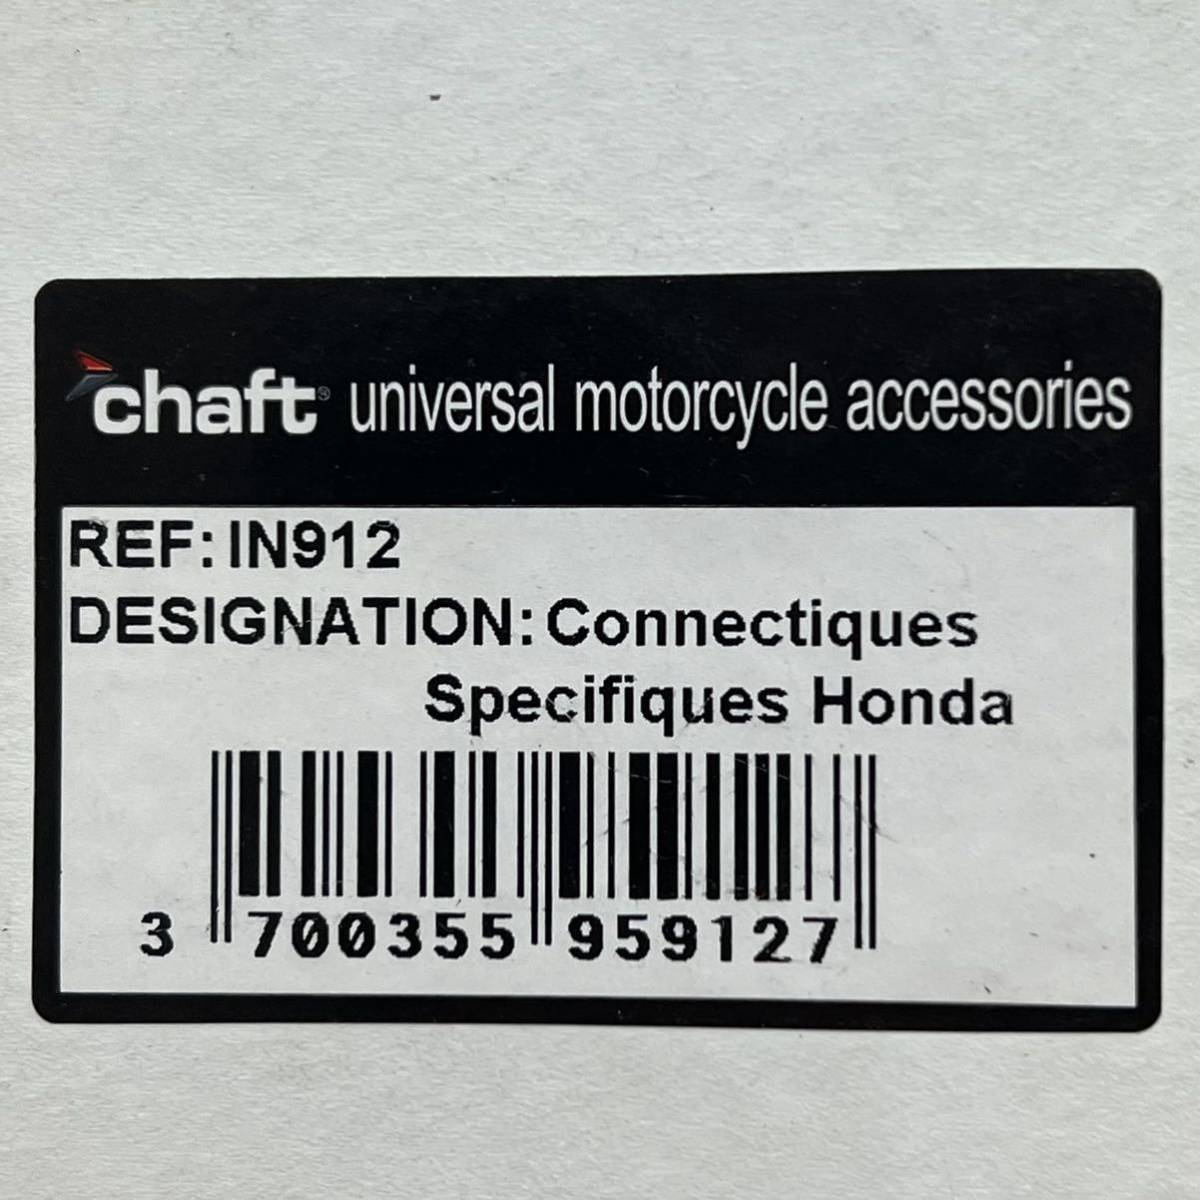 chaft® universal motorcycle accessories
REF: IN912
DESIGNATION: Connectiques
Specifiques Honda
3 700355 959127